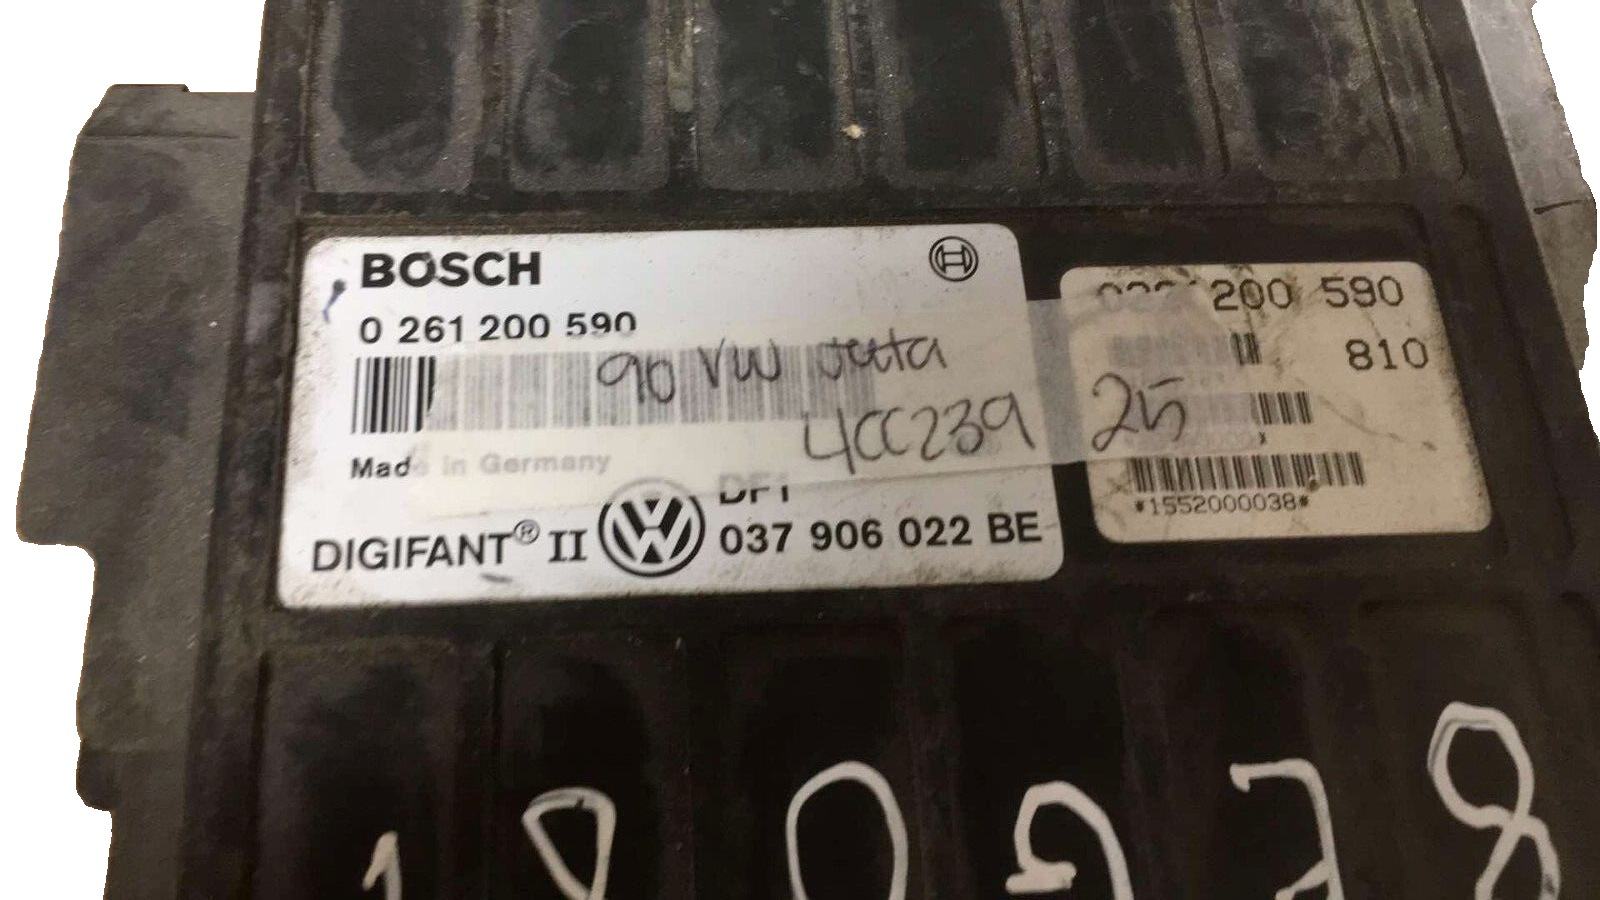 BOSCH
0 261 200 590
90 VW Jetta
4CC239 25
Made in Germany
DF1
DIGIFANT® II 037 906 022 BE
200 590
810
*1552000038*